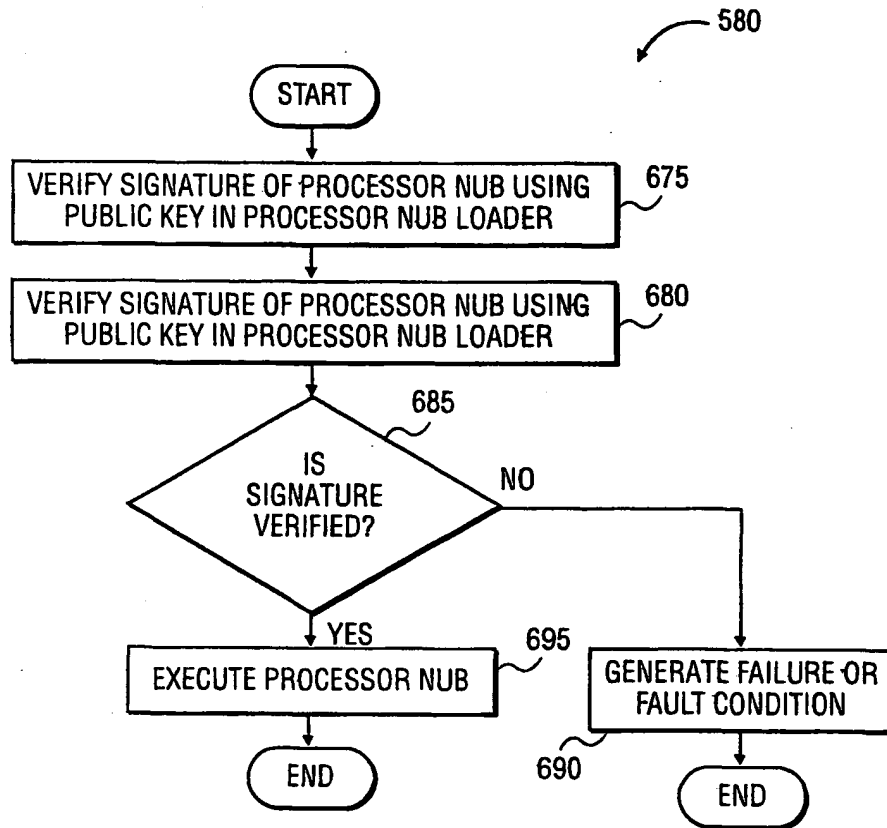 580
START
VERIFY SIGNATURE OF PROCESSOR NUB USING
PUBLIC KEY IN PROCESSOR NUB LOADER
675
VERIFY SIGNATURE OF PROCESSOR NUB USING
PUBLIC KEY IN PROCESSOR NUB LOADER
680
685
IS
SIGNATURE
VERIFIED?
NO
YES
695
EXECUTE PROCESSOR NUB
GENERATE FAILURE OR
FAULT CONDITION
690
END
END